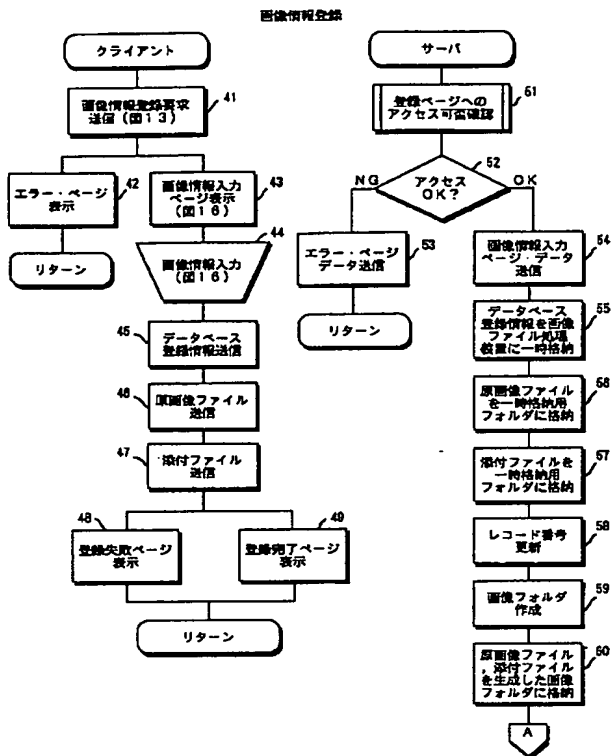 画像情報登録
クライアント
画像情報登録要求
送信(図13)
41
エラー・ページ
表示
42
リターン
画像情報入力
ページ表示
(図16)
43
44
画像情報入力
(図16)
45
データベース
登録情報送信
46
原画像ファイル
送信
47
添付ファイル
送信
48
登録失敗ページ
表示
49
登録完了ページ
表示
リターン
サーバ
登録ページへの
アクセス可否確認
51
52
NG
アクセス
OK?
OK
エラー・ページ
データ送信
53
リターン
画像情報入力
ページ・データ
送信
54
データベース
登録情報を画像
ファイル処理
装置に一時格納
55
原画像ファイル
を一時格納用
フォルダに格納
56
添付ファイルを
一時格納用
フォルダに格納
57
レコード番号
更新
58
画像フォルダ
作成
59
原画像ファイル
,添付ファイル
を生成した画像
フォルダに格納
60
A